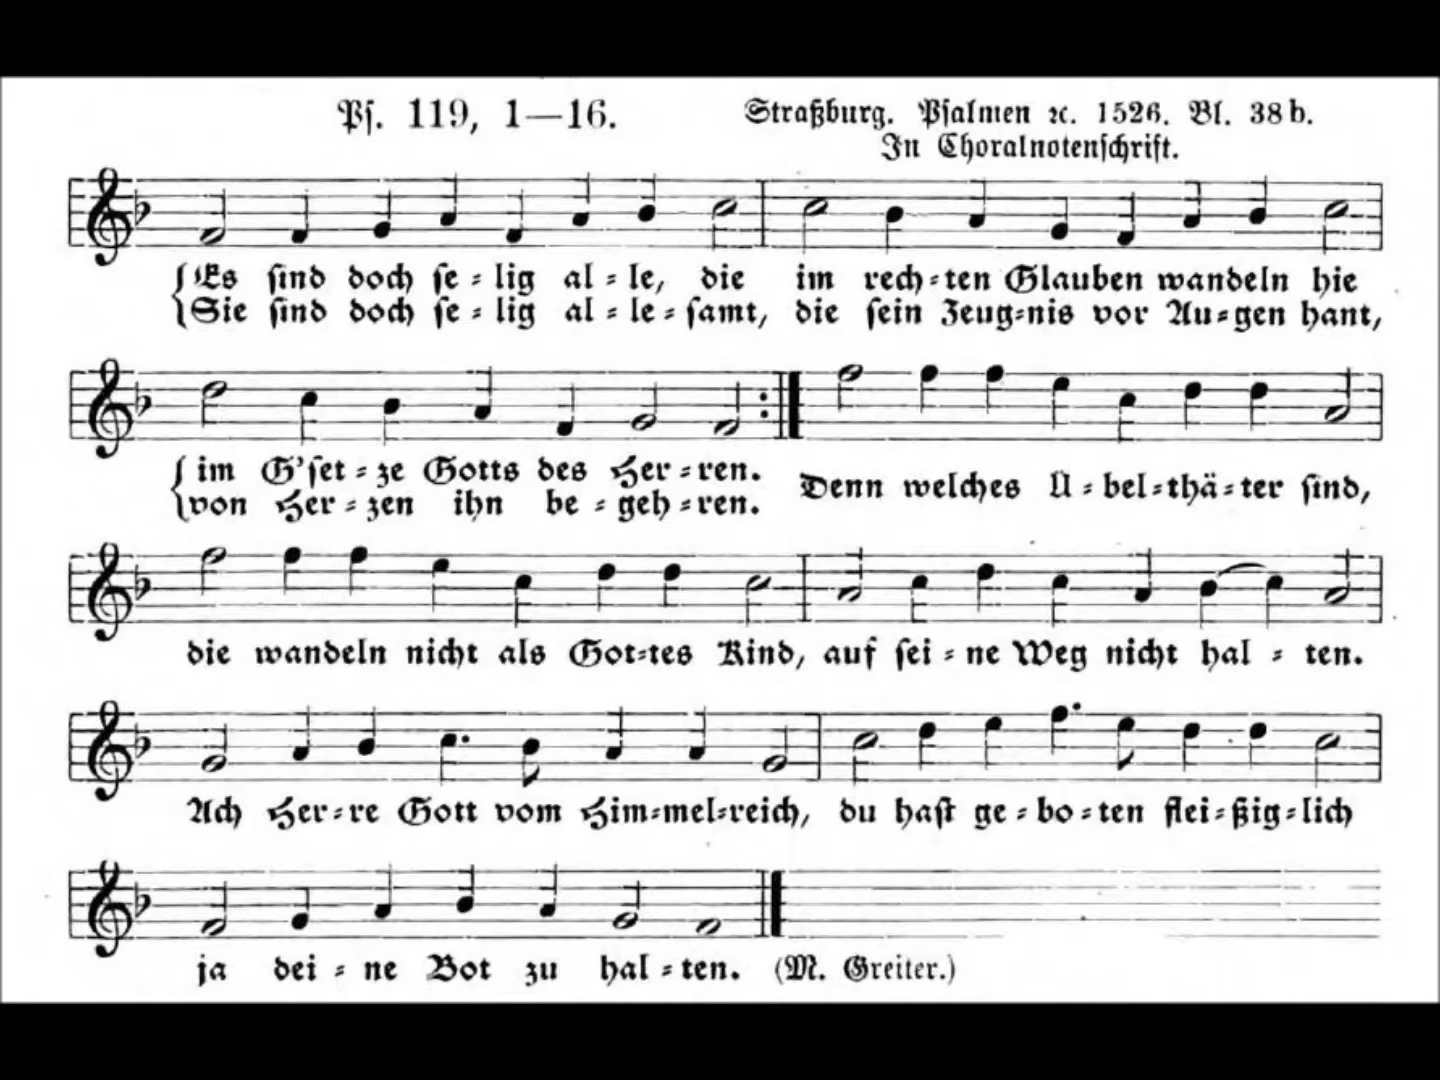 Ps. 119, 1—16.
Straßburg. Psalmen ꝛc. 1526. Bl. 38 b.
In Choralnotenschrift.
Es sind doch se = lig al = le, die im rech = ten Glauben wandeln hie
Sie sind doch se = lig al = le = samt, die sein Zeug = nis vor Au = gen hant,
im G'set = ze Gotts des Her = ren.
von Her = zen ihn be = geh = ren.
Denn welches Ü = bel = thä = ter sind,
die wandeln nicht als Got = tes Kind, auf sei = ne Weg nicht hal = ten.
Ach Her = re Gott vom Him = mel = reich, du hast ge = bo = ten flei = ßig = lich
ja dei = ne Bot zu hal = ten. (M. Greiter.)